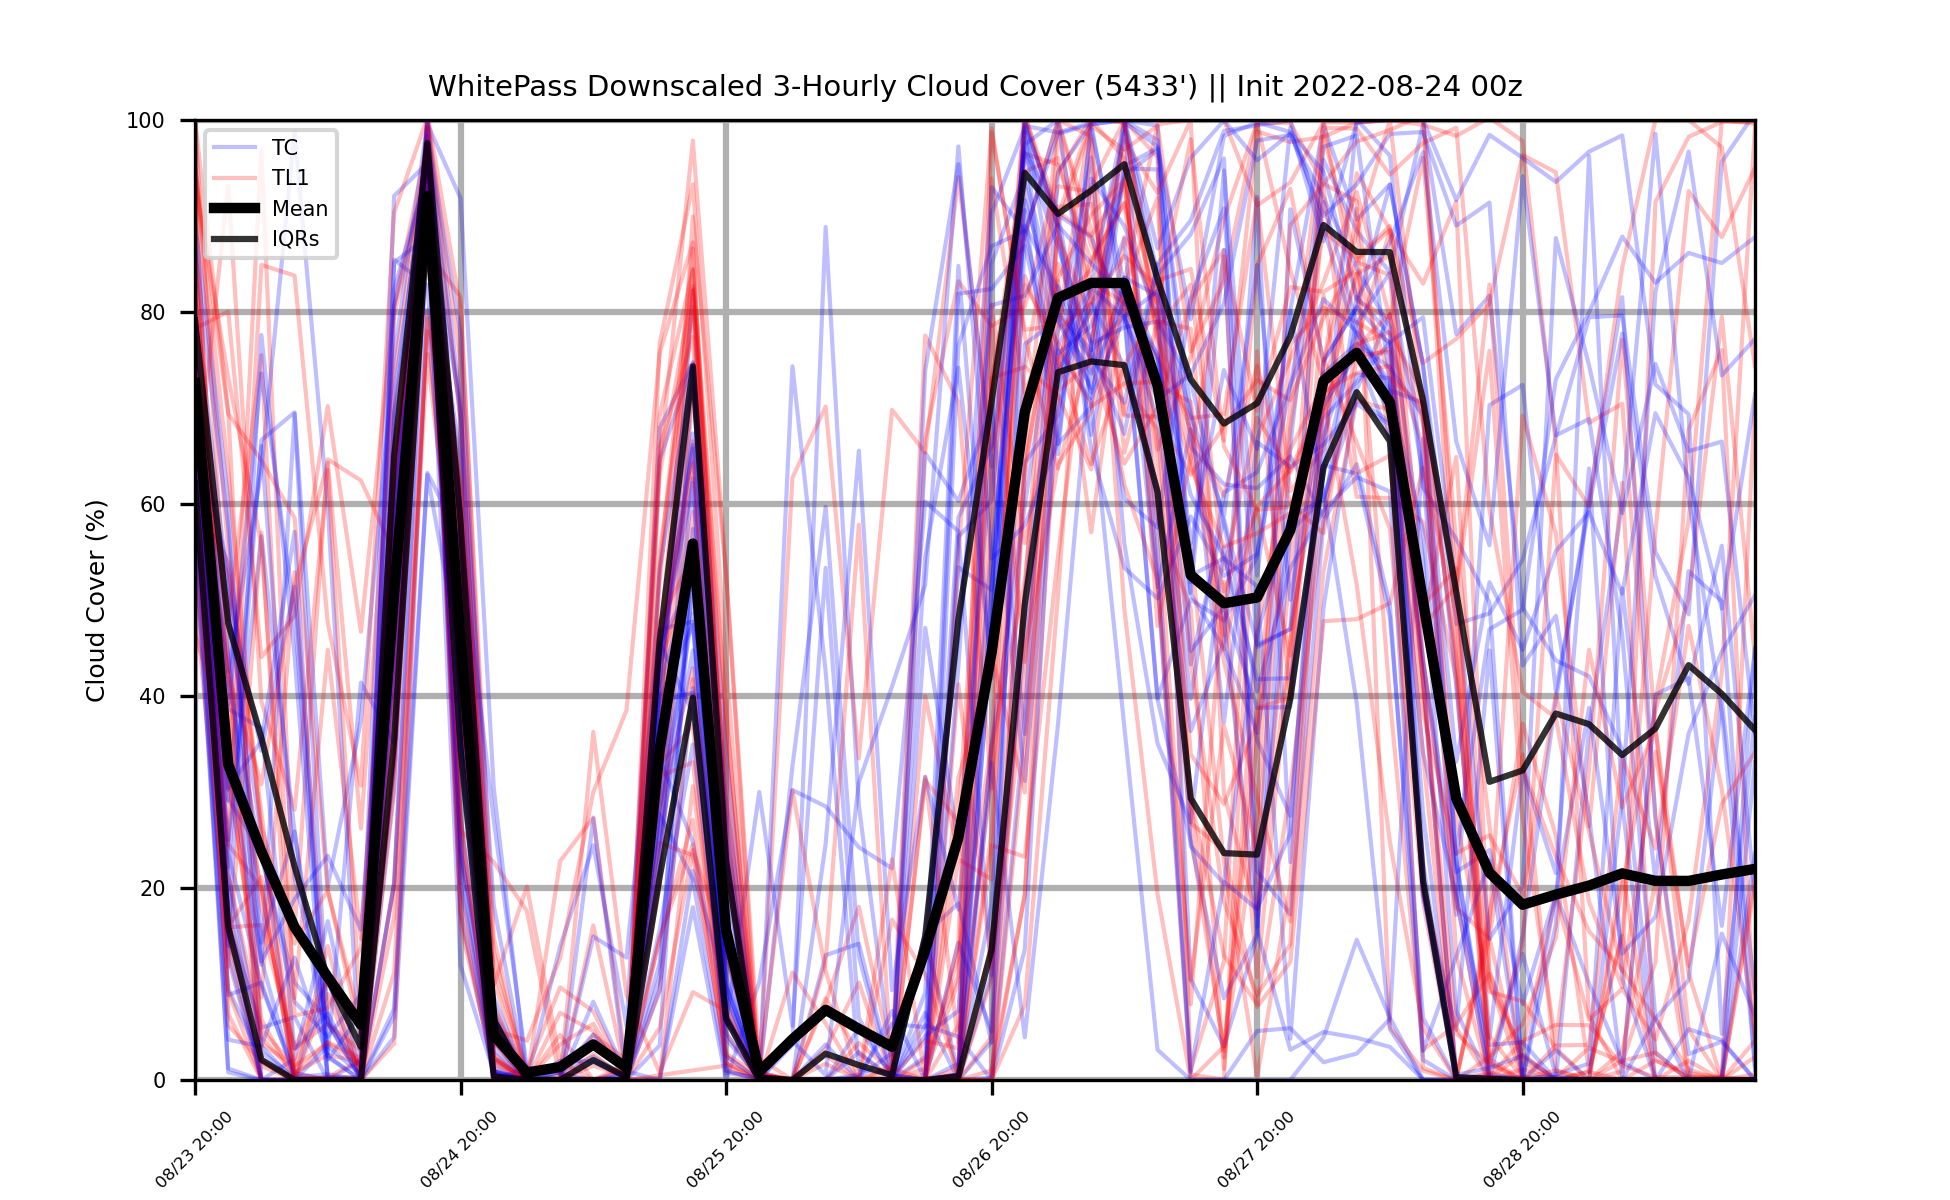 WhitePass Downscaled 3-Hourly Cloud Cover (5433') || Init 2022-08-24 00z
TC
TL1
Mean
IQRs
Cloud Cover (%)
100
80
60
40
20
0
08/23 20:00
08/24 20:00
08/25 20:00
08/26 20:00
08/27 20:00
08/28 20:00